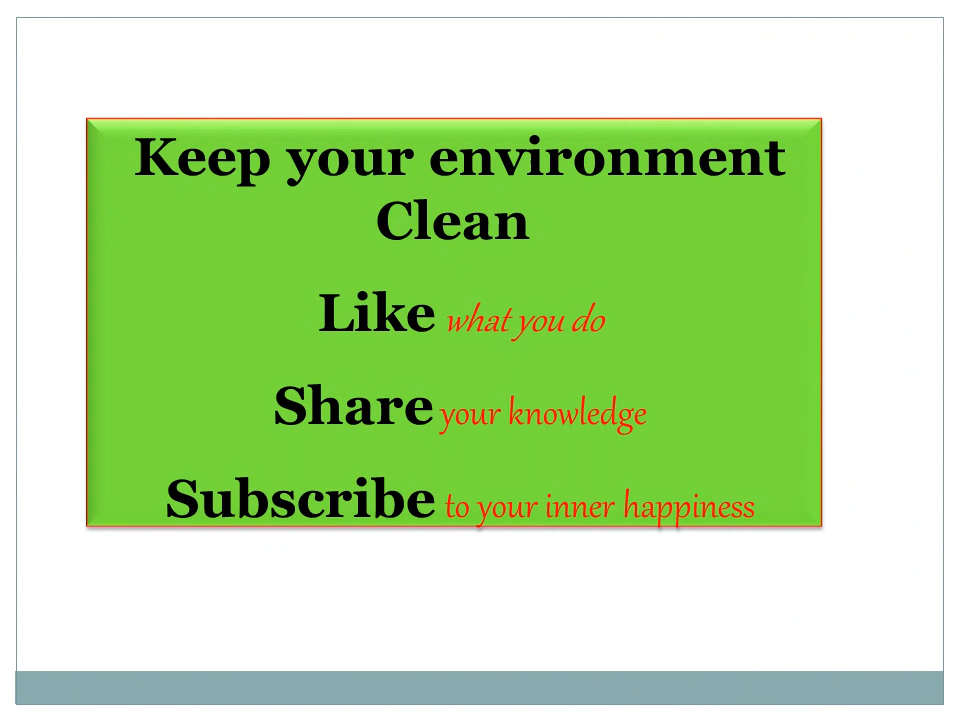 Keep your environment
Clean
Like what you do
Share your knowledge
Subscribe to your inner happiness